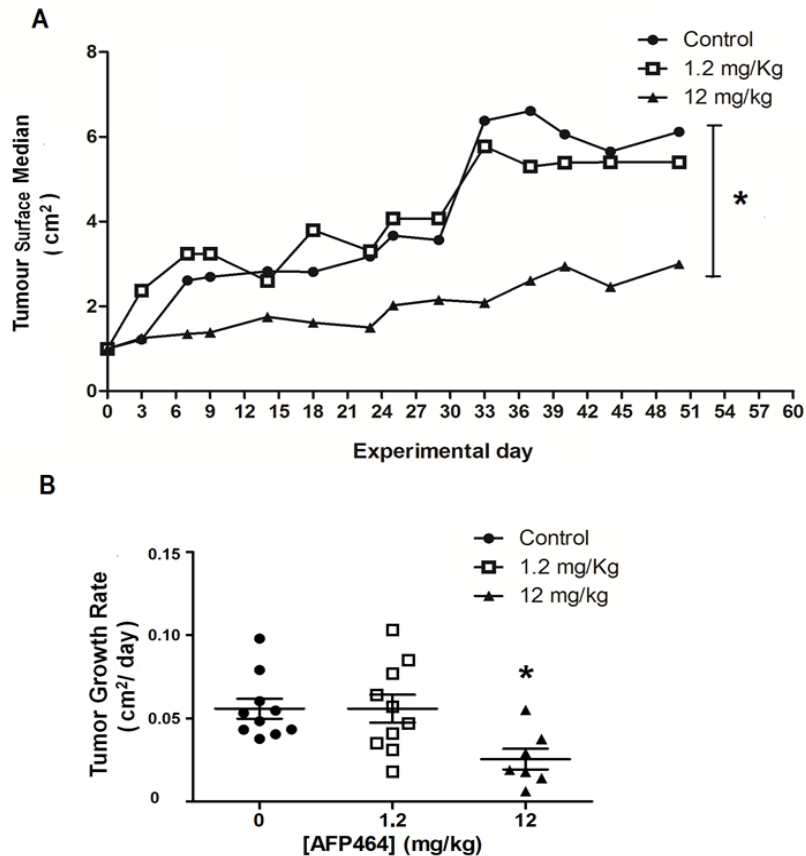 A
Control
1.2 mg/Kg
12 mg/kg
8
6
4
2
0
Tumour Surface Median
( cm2 )
*
0 3 6 9 12 15 18 21 24 27 30 33 36 39 42 45 48 51 54 57 60
Experimental day
B
Control
1.2 mg/Kg
12 mg/kg
0.15
0.10
0.05
0
Tumor Growth Rate
( cm2/ day)
*
0 1.2 12
[AFP464] (mg/kg)